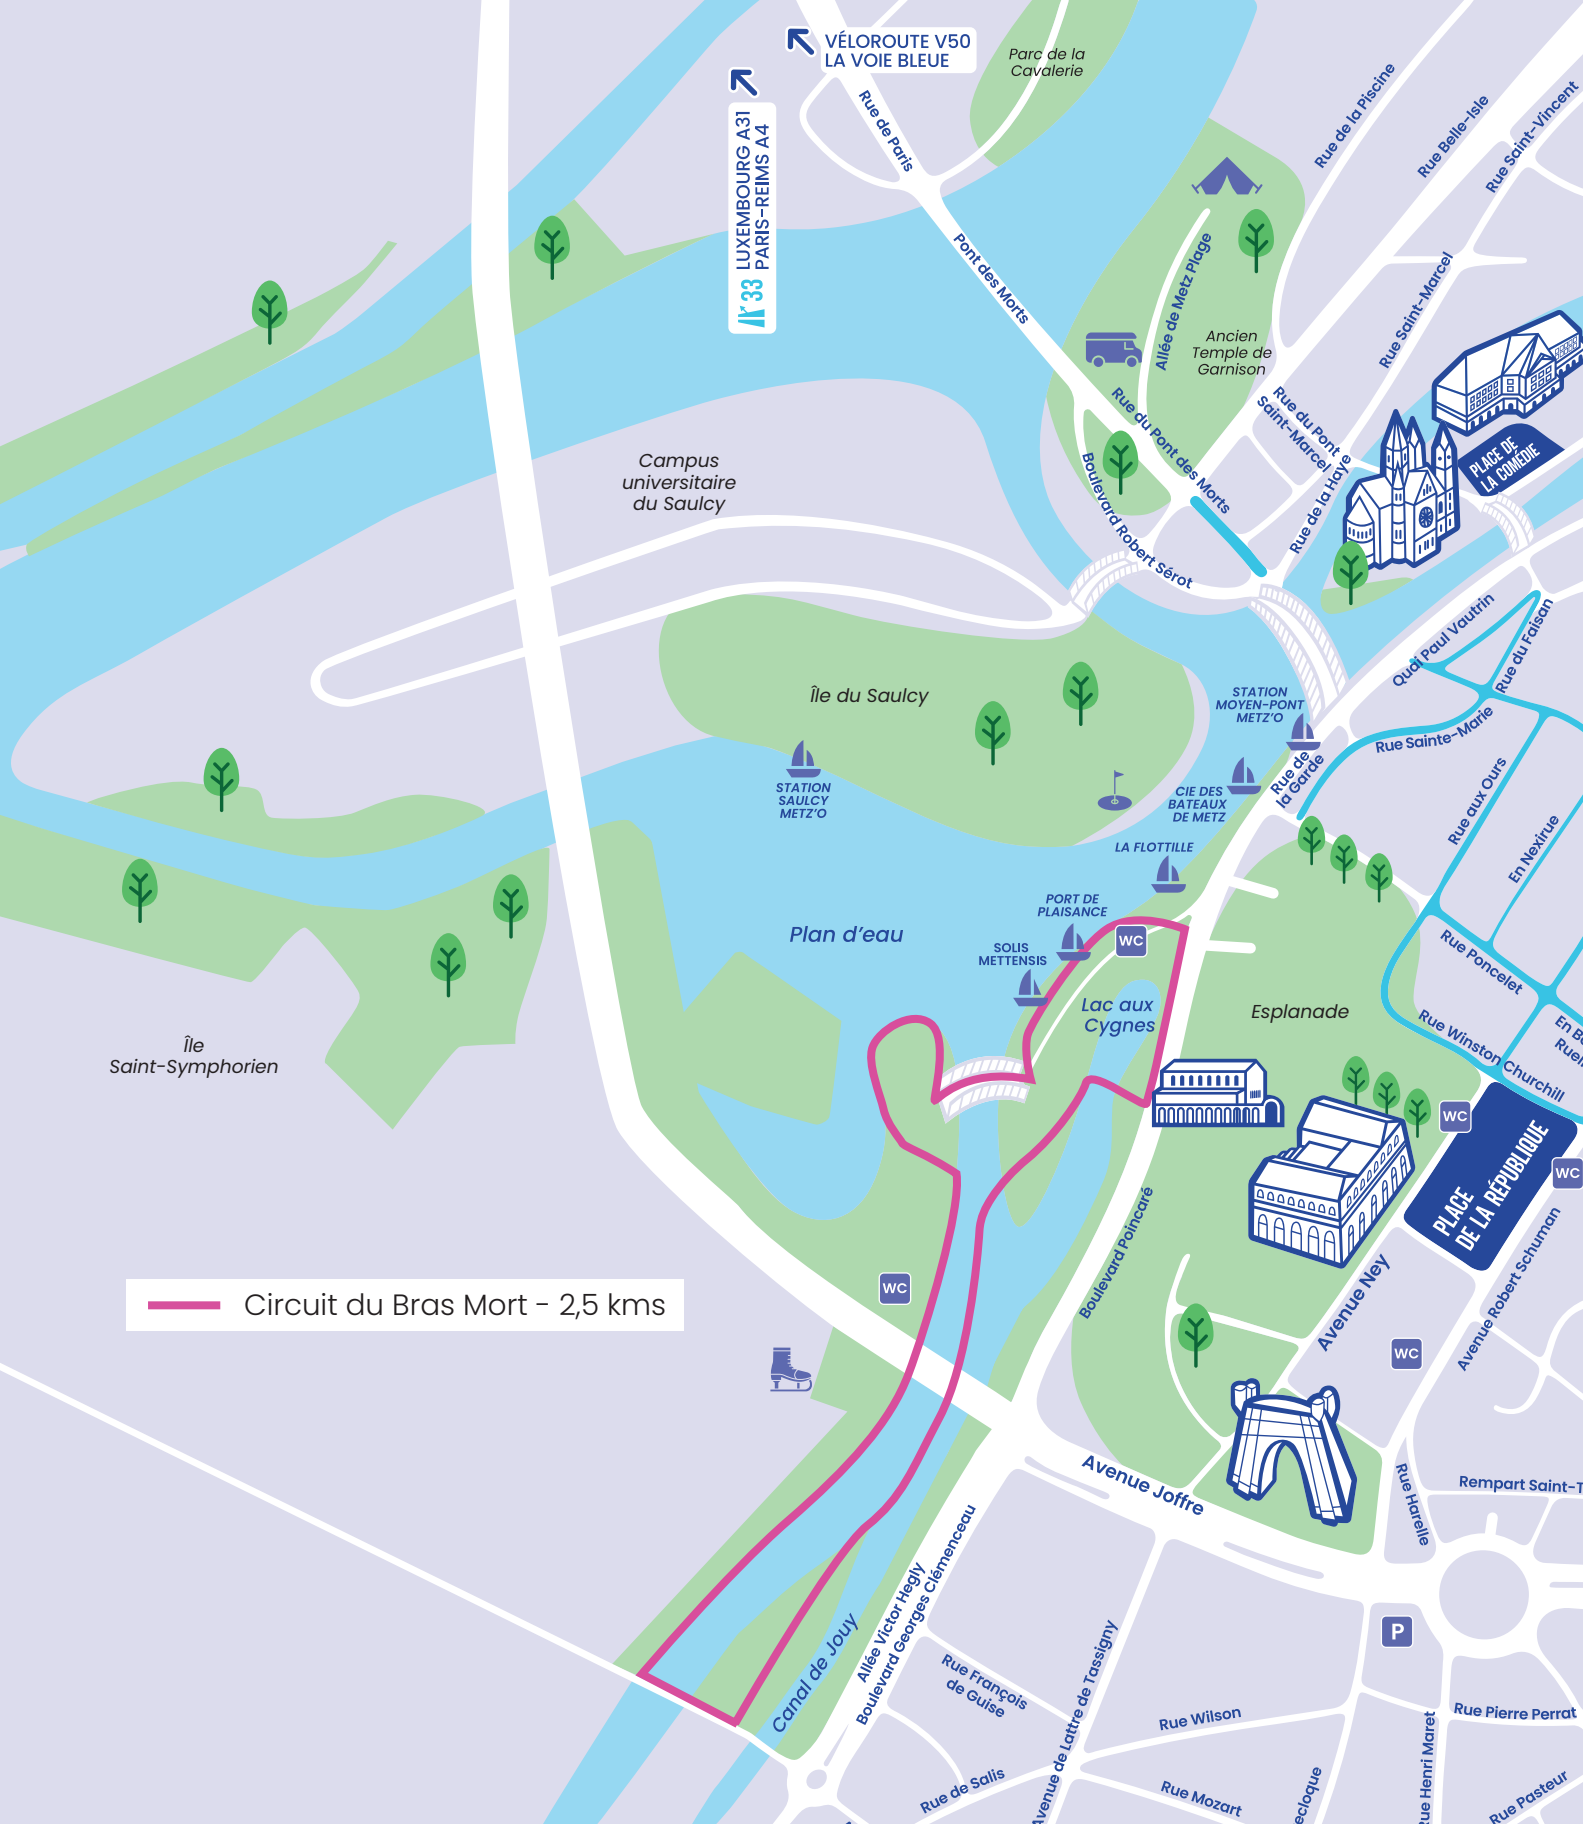 VÉLOROUTE V50
LA VOIE BLEUE
LUXEMBOURG A31
PARIS-REIMS A4
33
Parc de la
Cavalerie
Rue de Paris
Pont des Morts
Rue de la Piscine
Rue Belle-Isle
Rue Saint-Vincent
Rue Saint-Marcel
Allée de Metz Plage
Ancien
Temple de
Garnison
Rue du Pont des Morts
Rue du Pont
Saint-Marcel
Rue de la Haye
Boulevard Robert Sérot
PLACE DE
LA COMÉDIE
Campus
universitaire
du Saulcy
Quai Paul Vautrin
Rue du Faisan
Île du Saulcy
STATION
MOYEN-PONT
METZ'O
Rue Sainte-Marie
Rue de
la Garde
STATION
SAULCY
METZ'O
CIE DES
BATEAUX
DE METZ
Rue aux Ours
En Nexirue
LA FLOTTILLE
PORT DE
PLAISANCE
Plan d'eau
WC
SOLIS
METTENSIS
Rue Poncelet
Lac aux
Cygnes
Esplanade
Rue Winston Churchill
En B
Ruel
Île
Saint-Symphorien
WC
WC
PLACE
DE LA RÉPUBLIQUE
Boulevard Poincaré
Avenue Ney
Avenue Robert Schuman
WC
Circuit du Bras Mort - 2,5 kms
WC
Avenue Joffre
Rue Harelle
Rempart Saint-T
Allée Victor Hegly
Boulevard Georges Clémenceau
Canal de Jouy
P
Rue François
de Guise
Avenue de Lattre de Tassigny
Rue Wilson
Rue Pierre Perrat
Rue Henri Maret
Rue de Salis
Rue Mozart
ecloque
Rue Pasteur